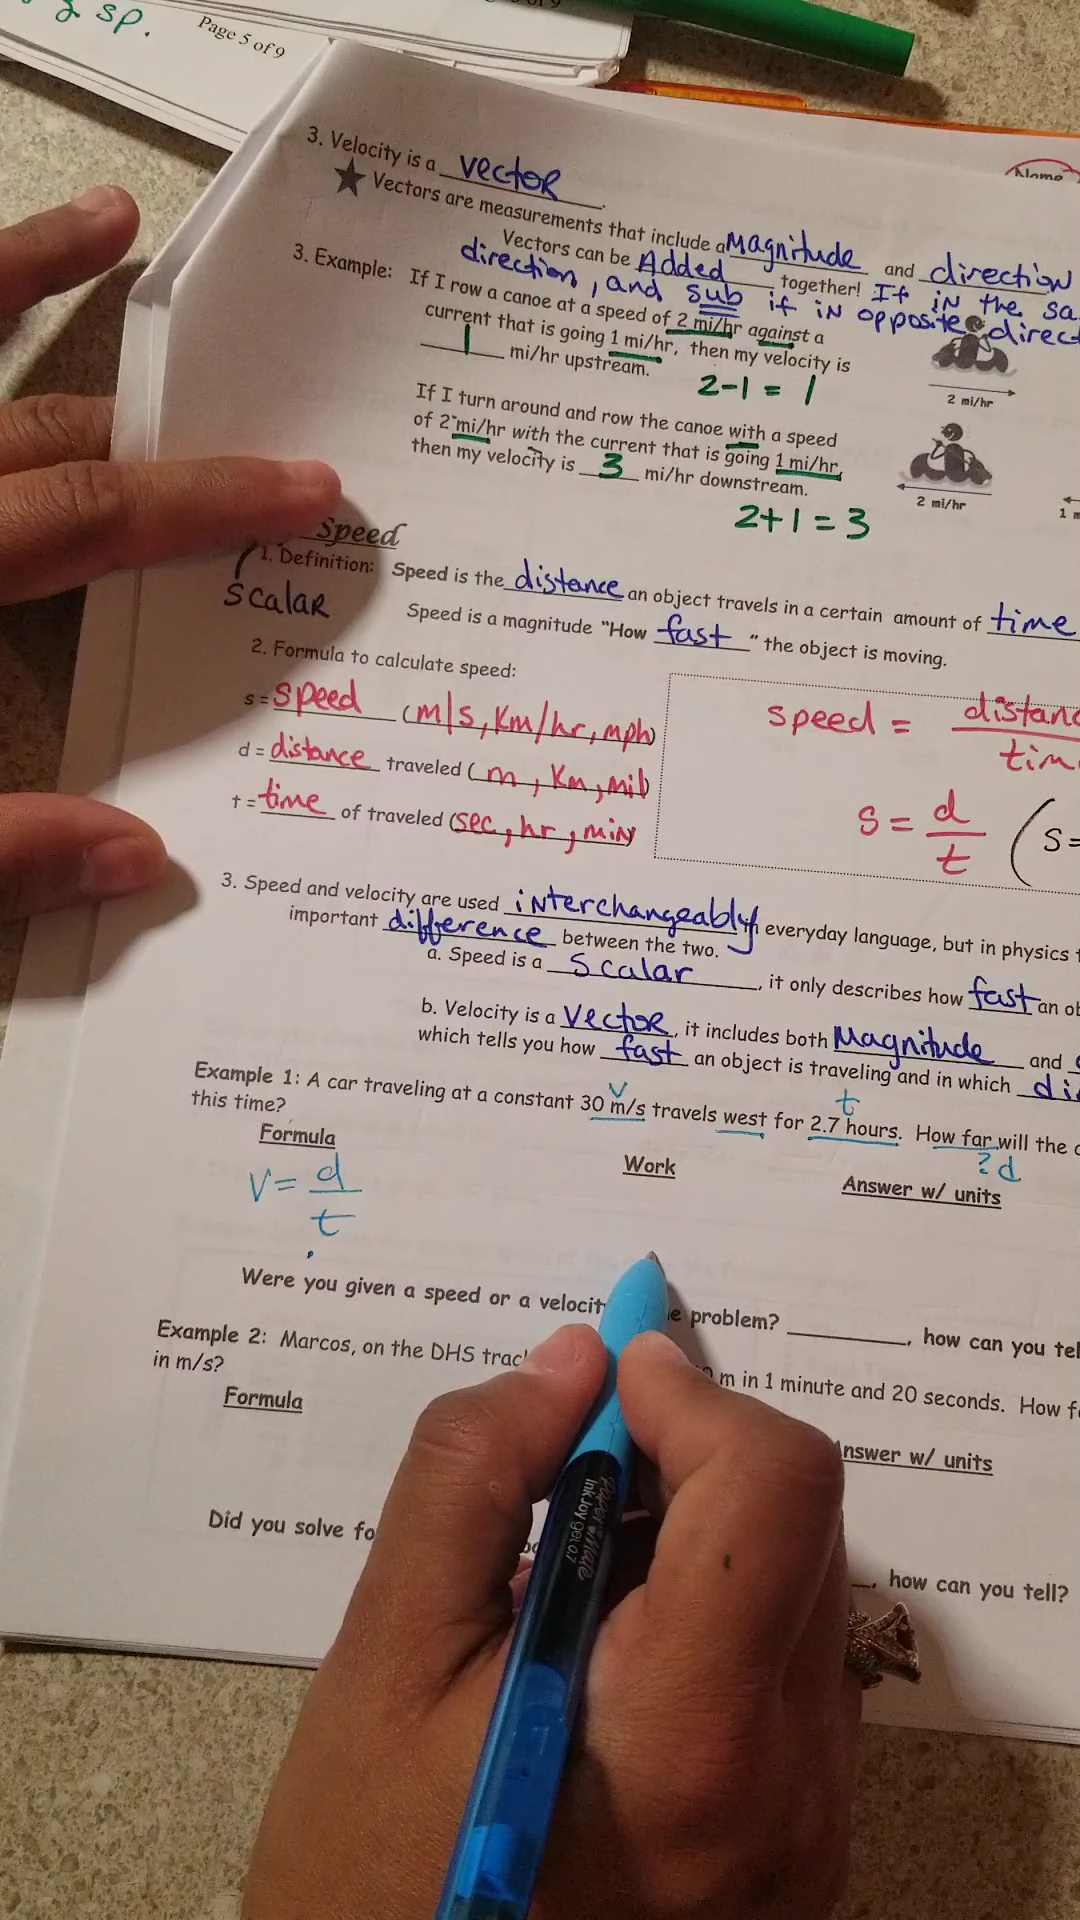 sp.
Page 5 of 9
Name
3. Velocity is a vector.
Vectors are measurements that include a Magnitude and direction
Vectors can be Added together! If in the sa
direction, and sub if in opposite direct
3. Example: If I row a canoe at a speed of 2 mi/hr against a
current that is going 1 mi/hr, then my velocity is
1 mi/hr upstream.
2-1 = 1
2 mi/hr
If I turn around and row the canoe with a speed
of 2 mi/hr with the current that is going 1 mi/hr,
then my velocity is 3 mi/hr downstream.
2+1=3
2 mi/hr
1 m
Speed
1. Definition: Speed is the distance an object travels in a certain amount of time
scalar
Speed is a magnitude "How fast" the object is moving.
2. Formula to calculate speed:
s = speed (m/s, Km/hr, mph)
d = distance traveled (m, Km, mil)
t = time of traveled (sec, hr, min)
speed = distanc
tim
s = d
t
(s=
3. Speed and velocity are used interchangeably everyday language, but in physics t
important difference between the two.
a. Speed is a scalar, it only describes how fast an ob
b. Velocity is a vector, it includes both Magnitude and
which tells you how fast an object is traveling and in which di
v t
Example 1: A car traveling at a constant 30 m/s travels west for 2.7 hours. How far will the c
this time?
? d
Formula
Work
Answer w/ units
V = d
t
Were you given a speed or a velocit e problem? ________, how can you tel
Example 2: Marcos, on the DHS trac m in 1 minute and 20 seconds. How f
in m/s?
Formula
Answer w/ units
Did you solve fo
, how can you tell?
paper mate
InkJoy gel 0.7